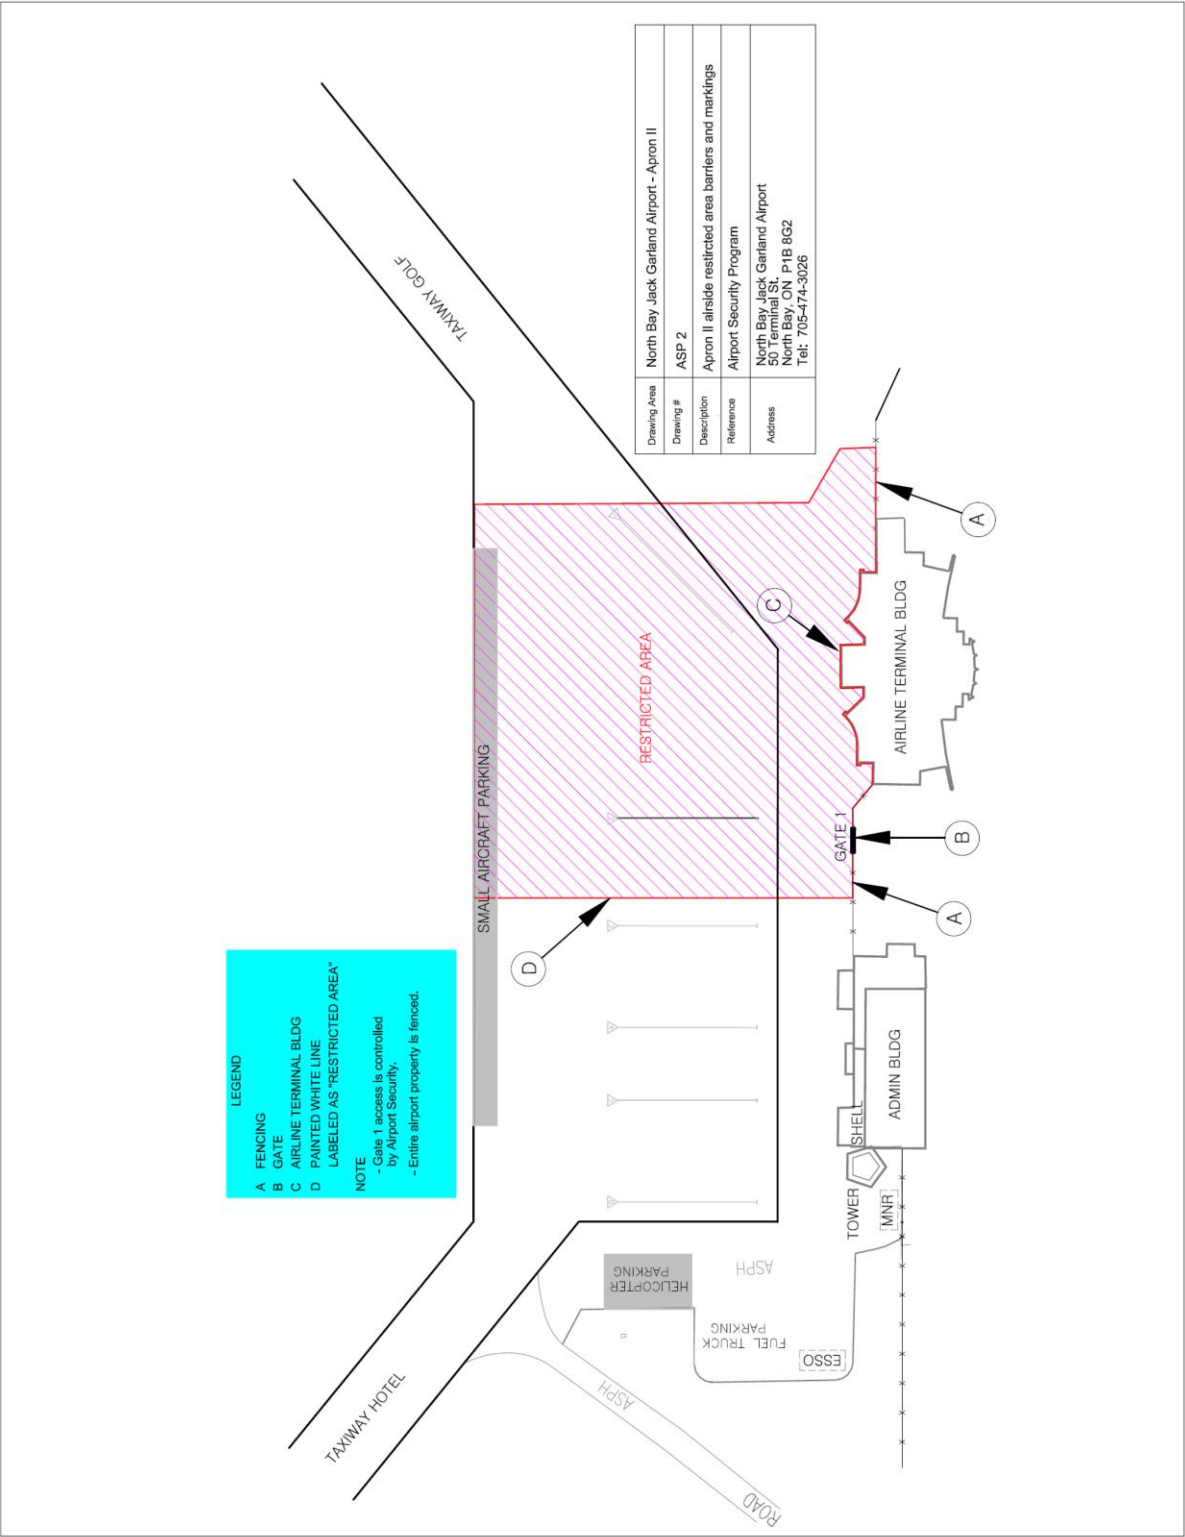 LEGEND
A FENCING
B GATE
C AIRLINE TERMINAL BLDG
D PAINTED WHITE LINE
LABELED AS "RESTRICTED AREA"
NOTE
- Gate 1 access is controlled
by Airport Security.
- Entire airport property is fenced.
TAXIWAY HOTEL
TAXIWAY GOLF
SMALL AIRCRAFT PARKING
RESTRICTED AREA
D
C
GATE 1
A
B
A
AIRLINE TERMINAL BLDG
ADMIN BLDG
SHELL
TOWER
MNR
HELICOPTER
PARKING
ASPH
FUEL TRUCK
PARKING
ESSO
ASPH
ROAD
Drawing Area North Bay Jack Garland Airport - Apron II
Drawing # ASP 2
Description Apron II airside restircted area barriers and markings
Reference Airport Security Program
Address North Bay Jack Garland Airport
50 Terminal St.
North Bay, ON P1B 8G2
Tel: 705-474-3026